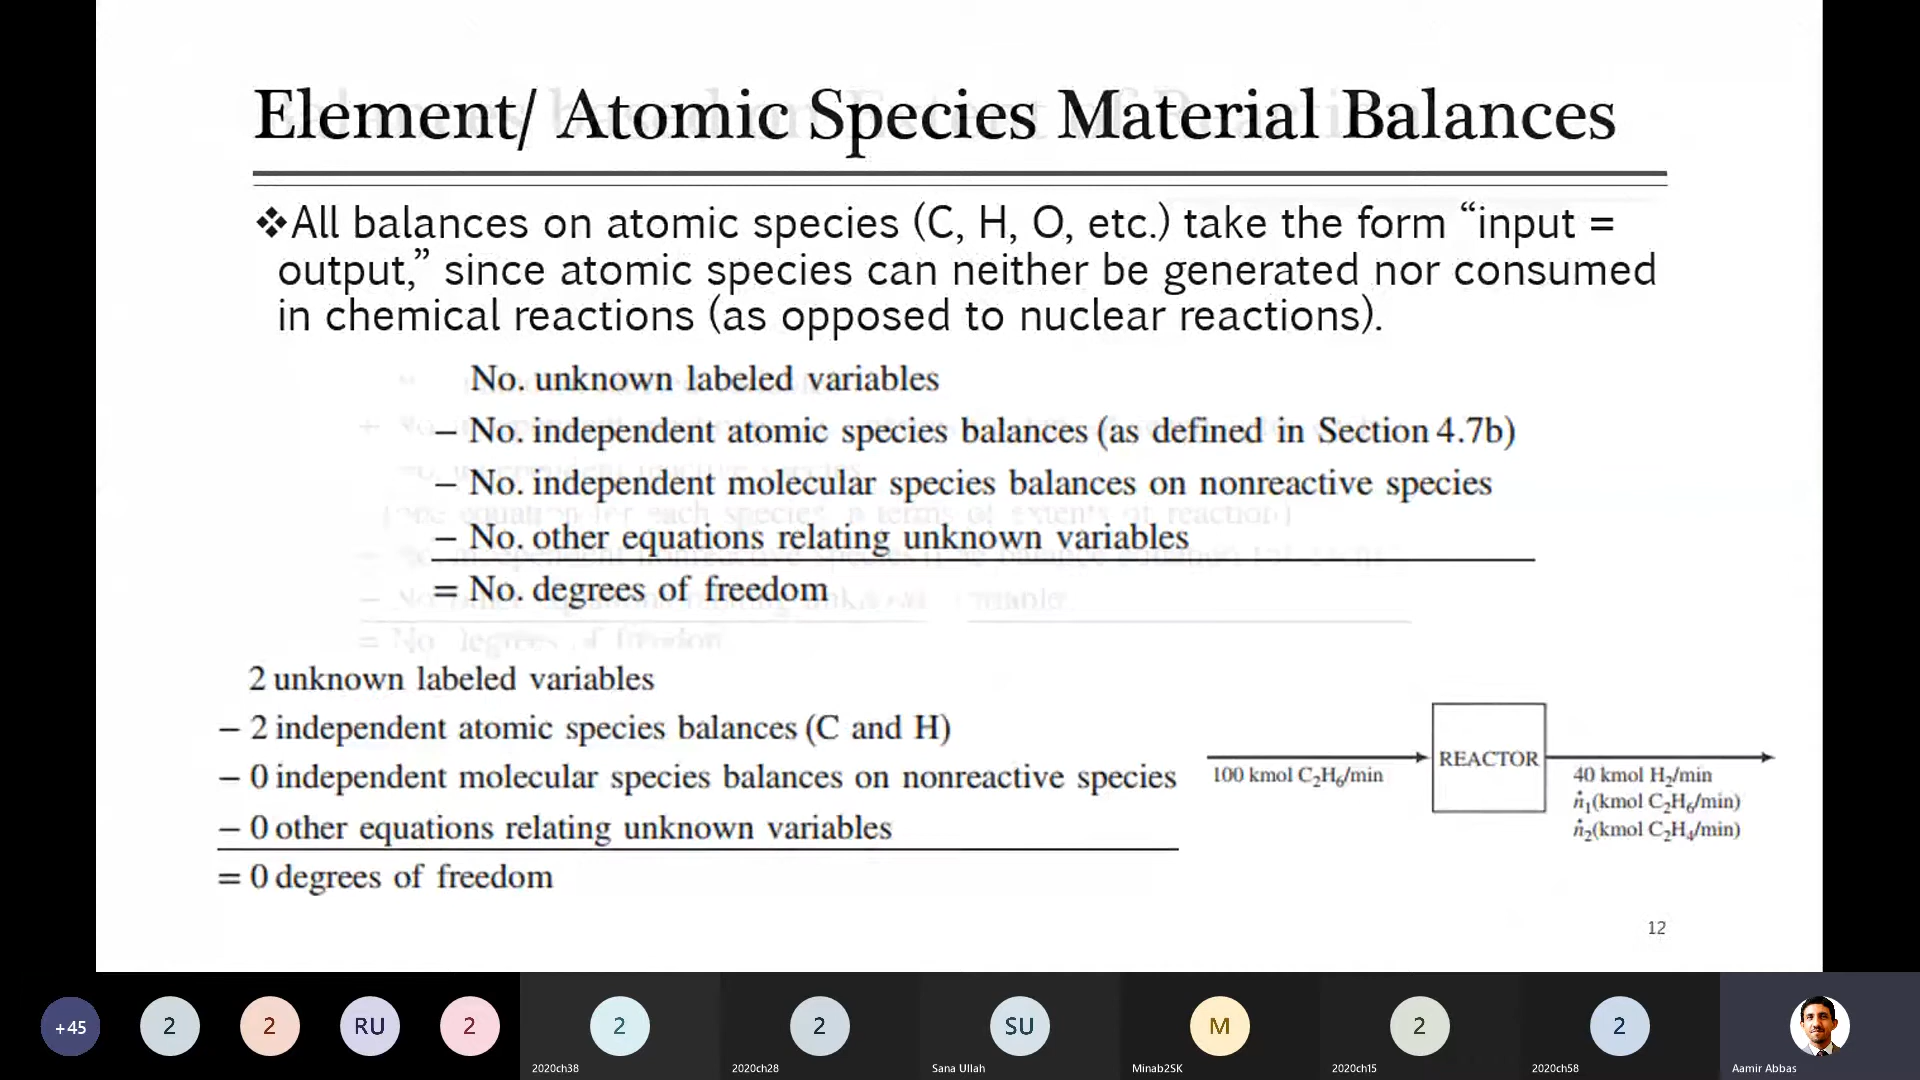 Element/ Atomic Species Material Balances
❖All balances on atomic species (C, H, O, etc.) take the form “input =
output,” since atomic species can neither be generated nor consumed
in chemical reactions (as opposed to nuclear reactions).
No. unknown labeled variables
− No. independent atomic species balances (as defined in Section 4.7b)
− No. independent molecular species balances on nonreactive species
− No. other equations relating unknown variables
= No. degrees of freedom
2 unknown labeled variables
− 2 independent atomic species balances (C and H)
− 0 independent molecular species balances on nonreactive species
− 0 other equations relating unknown variables
= 0 degrees of freedom
100 kmol C₂H₆/min
REACTOR
40 kmol H₂/min
ṅ₁(kmol C₂H₆/min)
ṅ₂(kmol C₂H₄/min)
12
+45
2
2
RU
2
2
2020ch38
2
2020ch28
SU
Sana Ullah
M
Minab2SK
2
2020ch15
2
2020ch58
Aamir Abbas